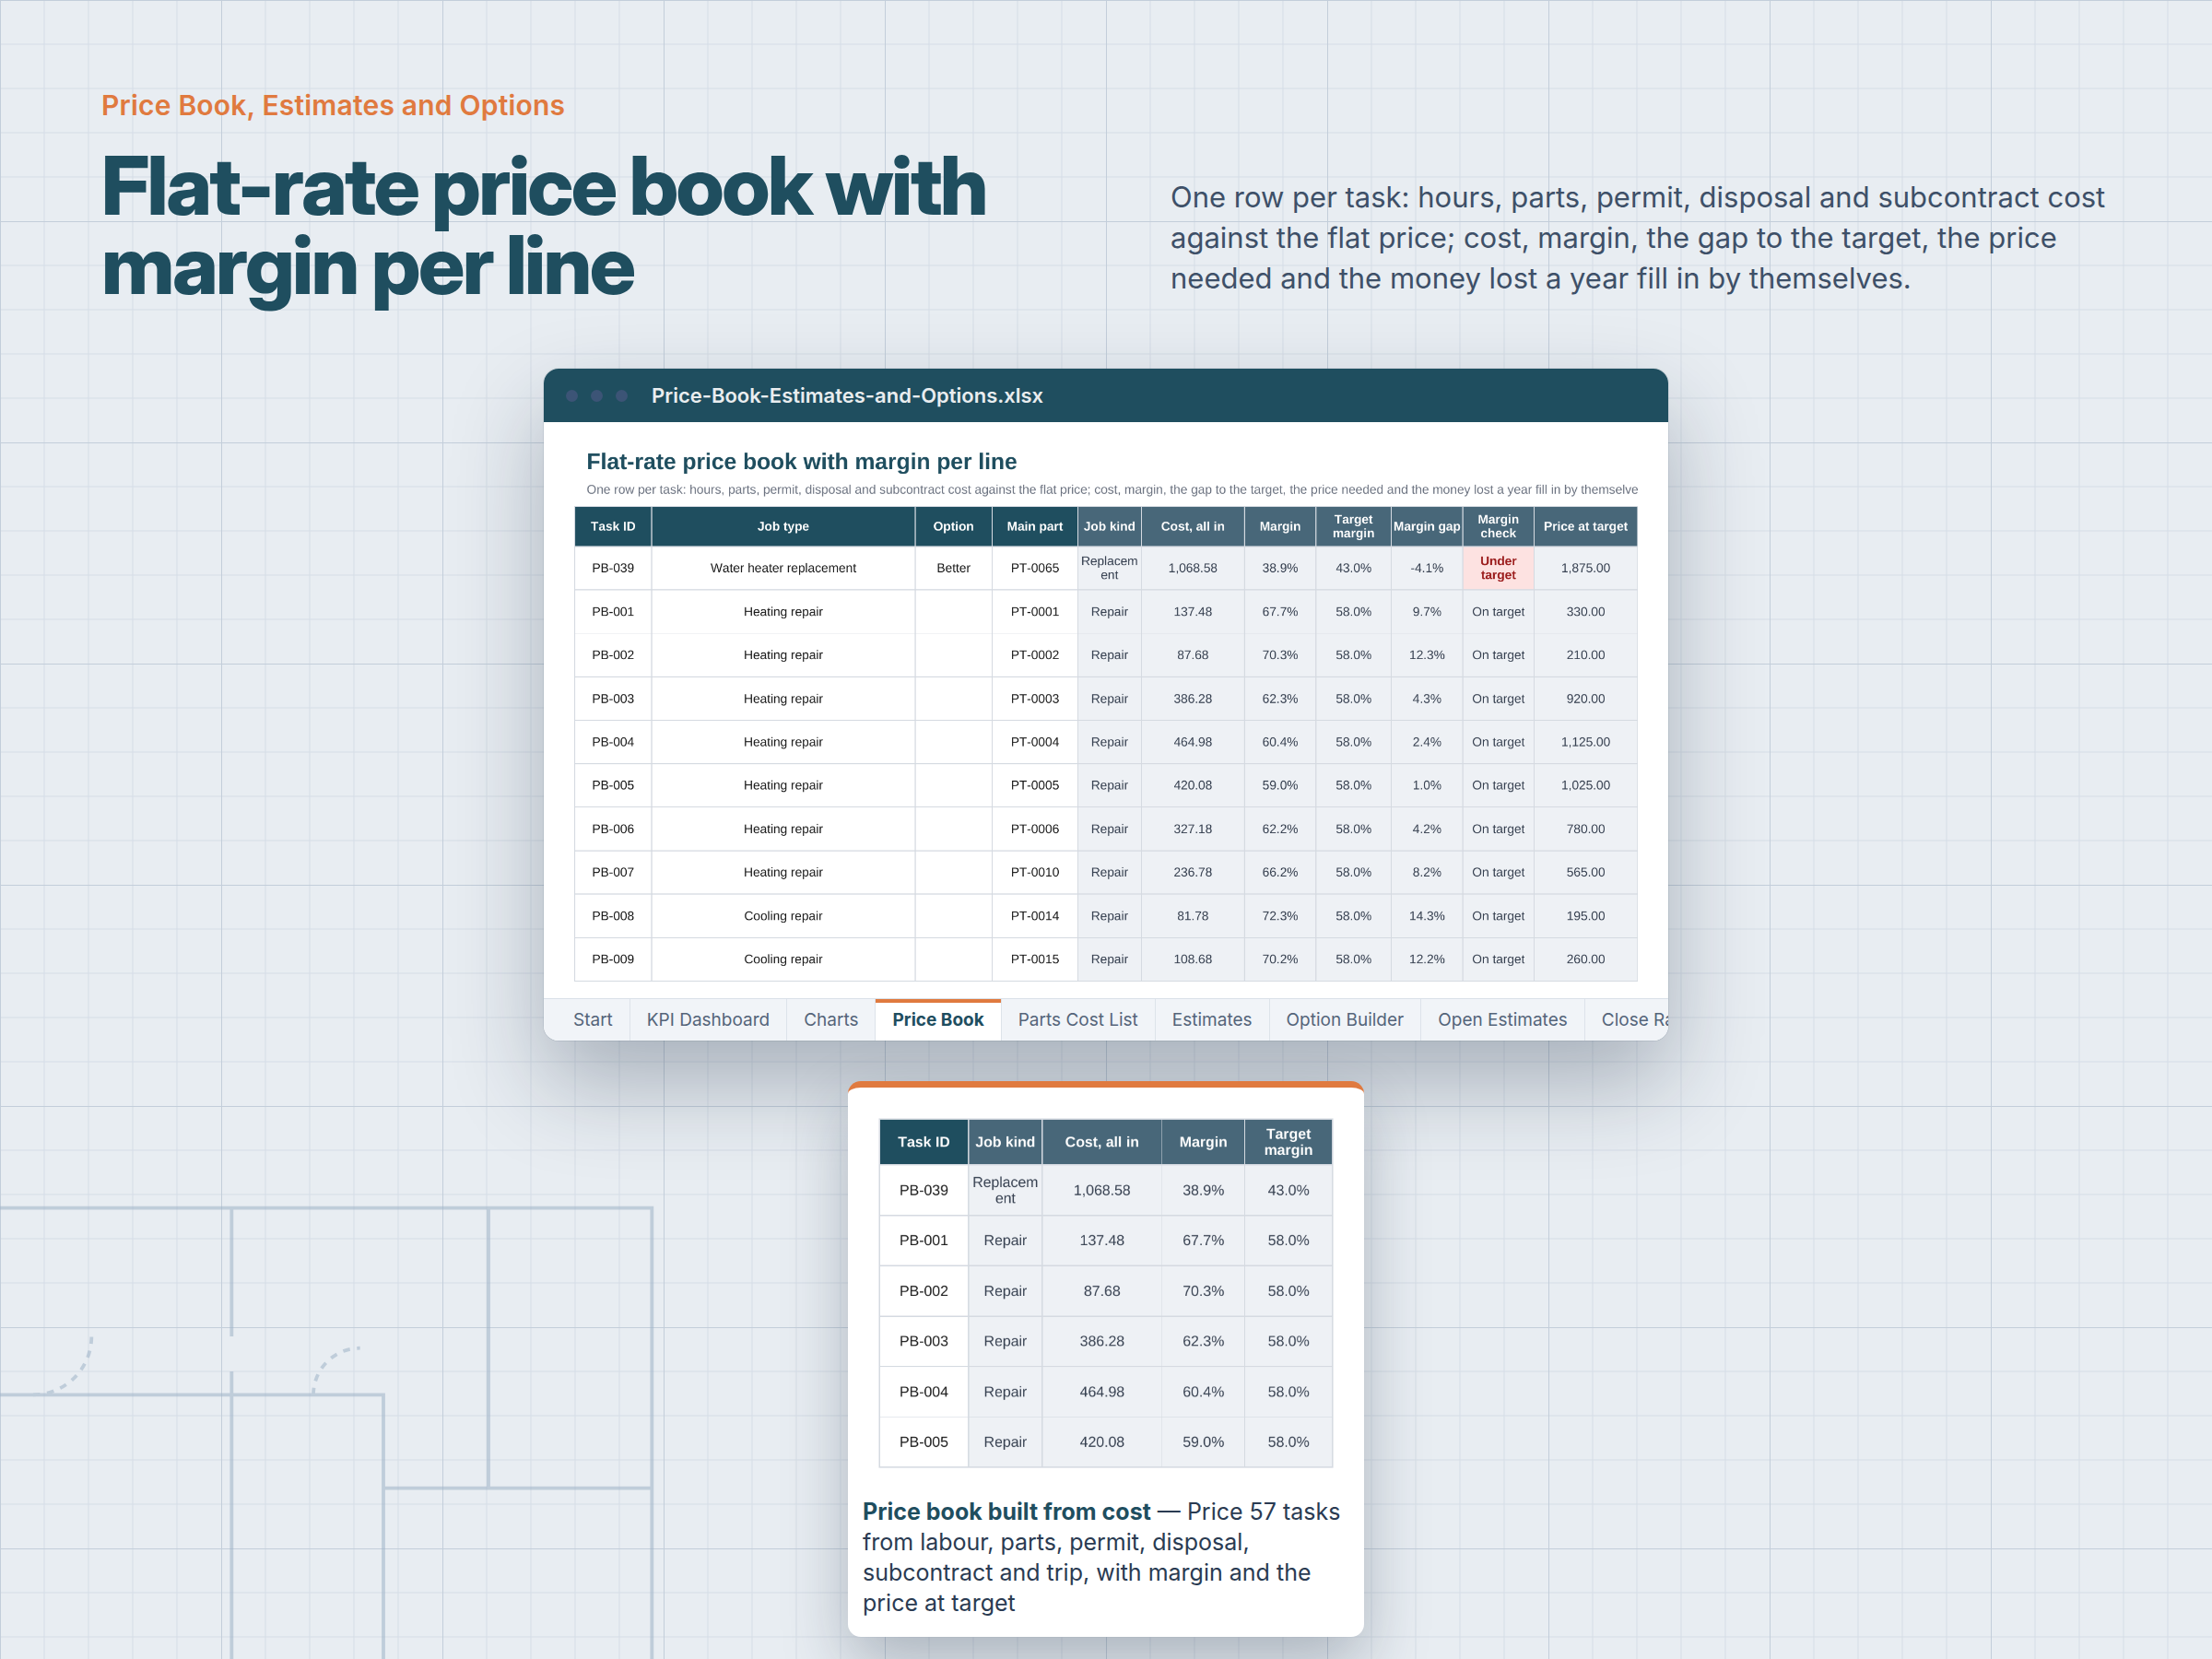 Price Book, Estimates and Options
Flat-rate price book with
margin per line
One row per task: hours, parts, permit, disposal and subcontract cost
against the flat price; cost, margin, the gap to the target, the price
needed and the money lost a year fill in by themselves.
Price-Book-Estimates-and-Options.xlsx
Flat-rate price book with margin per line
One row per task: hours, parts, permit, disposal and subcontract cost against the flat price; cost, margin, the gap to the target, the price needed and the money lost a year fill in by themselve
Task ID Job type Option Main part Job kind Cost, all in Margin Target margin Margin gap Margin check Price at target
PB-039 Water heater replacement Better PT-0065 Replacement 1,068.58 38.9% 43.0% -4.1% Under target 1,875.00
PB-001 Heating repair PT-0001 Repair 137.48 67.7% 58.0% 9.7% On target 330.00
PB-002 Heating repair PT-0002 Repair 87.68 70.3% 58.0% 12.3% On target 210.00
PB-003 Heating repair PT-0003 Repair 386.28 62.3% 58.0% 4.3% On target 920.00
PB-004 Heating repair PT-0004 Repair 464.98 60.4% 58.0% 2.4% On target 1,125.00
PB-005 Heating repair PT-0005 Repair 420.08 59.0% 58.0% 1.0% On target 1,025.00
PB-006 Heating repair PT-0006 Repair 327.18 62.2% 58.0% 4.2% On target 780.00
PB-007 Heating repair PT-0010 Repair 236.78 66.2% 58.0% 8.2% On target 565.00
PB-008 Cooling repair PT-0014 Repair 81.78 72.3% 58.0% 14.3% On target 195.00
PB-009 Cooling repair PT-0015 Repair 108.68 70.2% 58.0% 12.2% On target 260.00
Start KPI Dashboard Charts Price Book Parts Cost List Estimates Option Builder Open Estimates Close Ra
Task ID Job kind Cost, all in Margin Target margin
PB-039 Replacement 1,068.58 38.9% 43.0%
PB-001 Repair 137.48 67.7% 58.0%
PB-002 Repair 87.68 70.3% 58.0%
PB-003 Repair 386.28 62.3% 58.0%
PB-004 Repair 464.98 60.4% 58.0%
PB-005 Repair 420.08 59.0% 58.0%
Price book built from cost — Price 57 tasks
from labour, parts, permit, disposal,
subcontract and trip, with margin and the
price at target